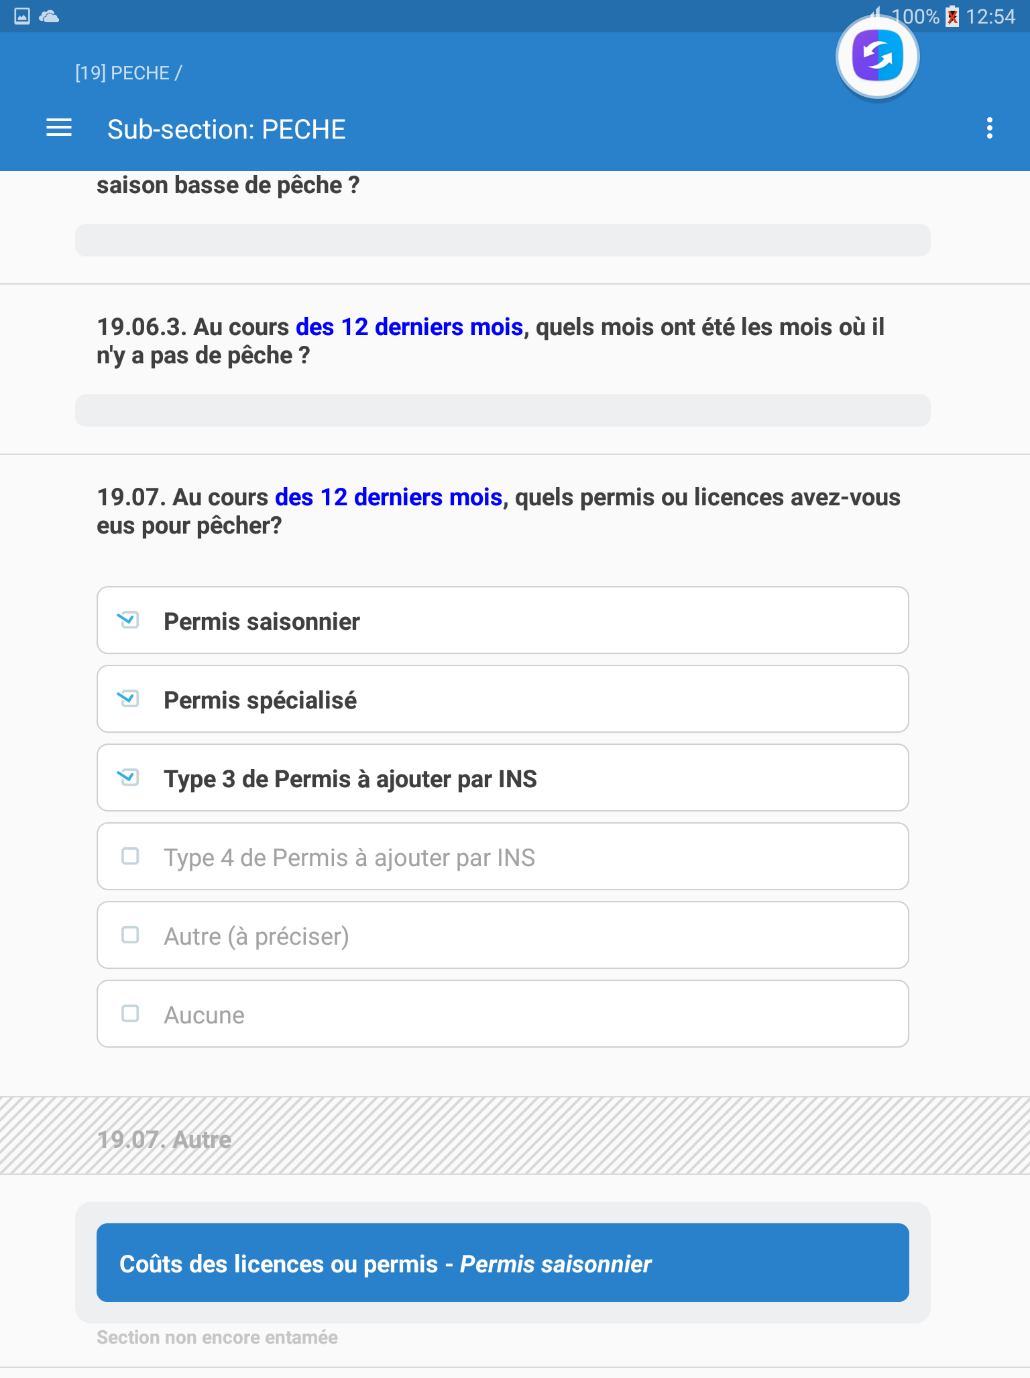 100% 12:54
[19] PECHE /
Sub-section: PECHE
saison basse de pêche ?
19.06.3. Au cours des 12 derniers mois, quels mois ont été les mois où il
n'y a pas de pêche ?
19.07. Au cours des 12 derniers mois, quels permis ou licences avez-vous
eus pour pêcher?
Permis saisonnier
Permis spécialisé
Type 3 de Permis à ajouter par INS
Type 4 de Permis à ajouter par INS
Autre (à préciser)
Aucune
19.07. Autre
Coûts des licences ou permis - Permis saisonnier
Section non encore entamée